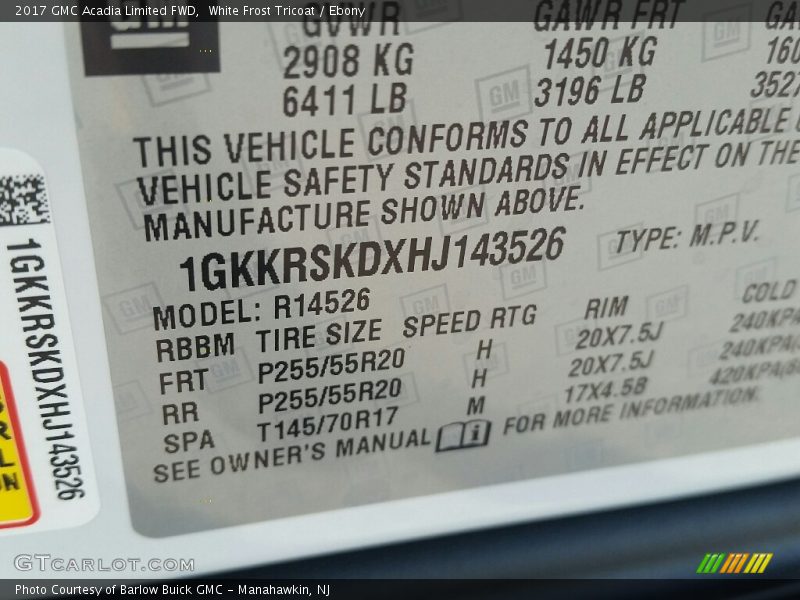 2017 GMC Acadia Limited FWD, White Frost Tricoat / Ebony
GM
GVWR GAWR FRT
2908 KG 1450 KG
6411 LB 3196 LB 3527
THIS VEHICLE CONFORMS TO ALL APPLICABLE
VEHICLE SAFETY STANDARDS IN EFFECT ON THE
MANUFACTURE SHOWN ABOVE.
1GKKRSKDXHJ143526 TYPE: M.P.V.
MODEL: R14526
RBBM TIRE SIZE SPEED RTG RIM COLD
FRT P255/55R20 H 20X7.5J 240KPA
RR P255/55R20 H 20X7.5J 240KPA/
SPA T145/70R17 M 17X4.5B 420KPA/
SEE OWNER'S MANUAL i FOR MORE INFORMATION.
1GKKRSKDXHJ143526
GTCARLOT.COM
Photo Courtesy of Barlow Buick GMC – Manahawkin, NJ